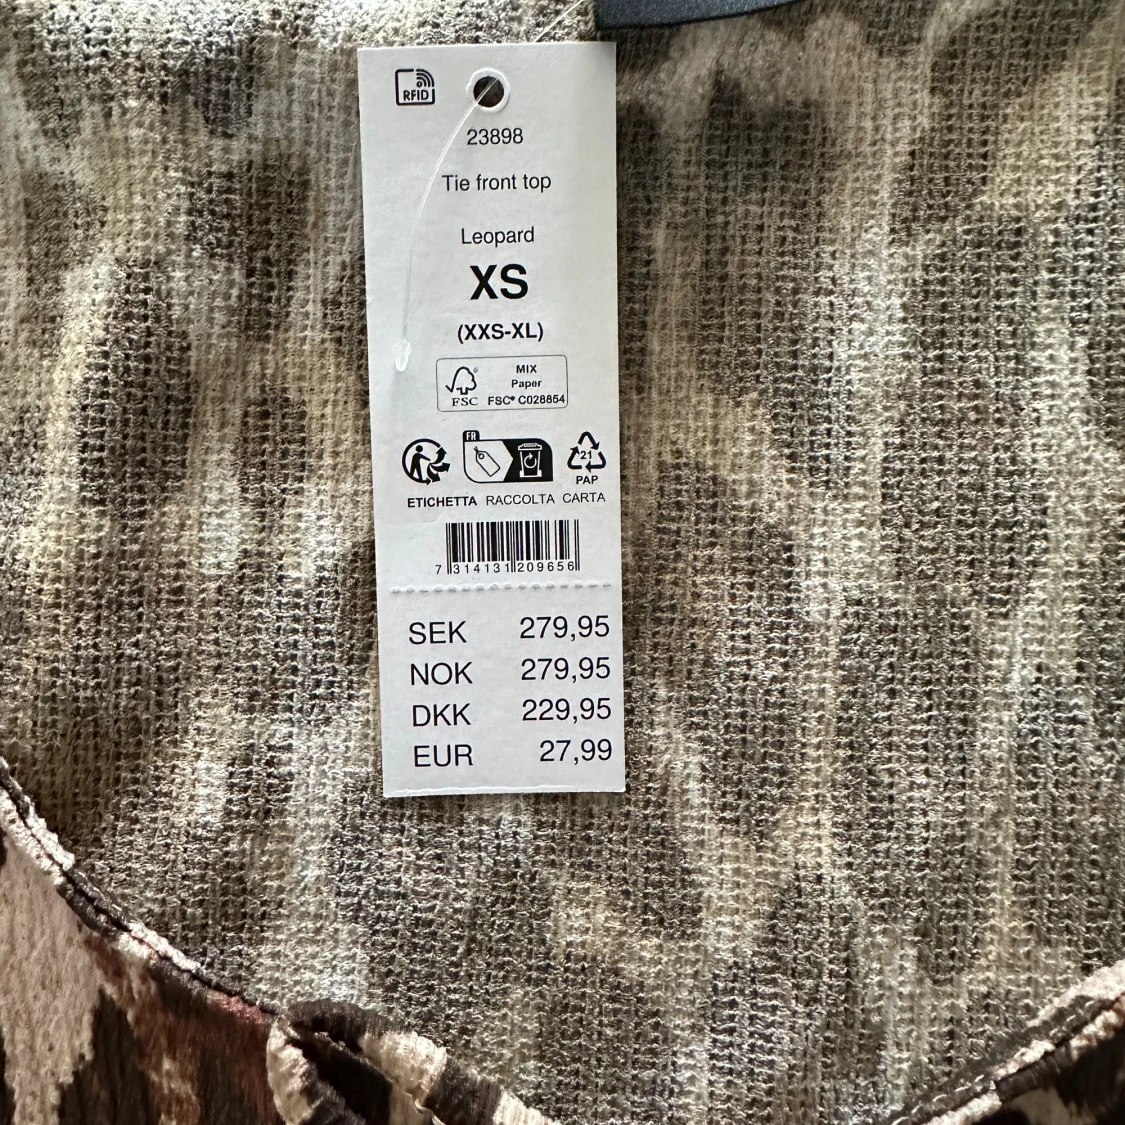 RFID
23898
Tie front top
Leopard
XS
(XXS-XL)
MIX
Paper
FSC® C028854
FSC
FR
21
PAP
ETICHETTA RACCOLTA CARTA
7 314131 209656
SEK 279,95
NOK 279,95
DKK 229,95
EUR 27,99